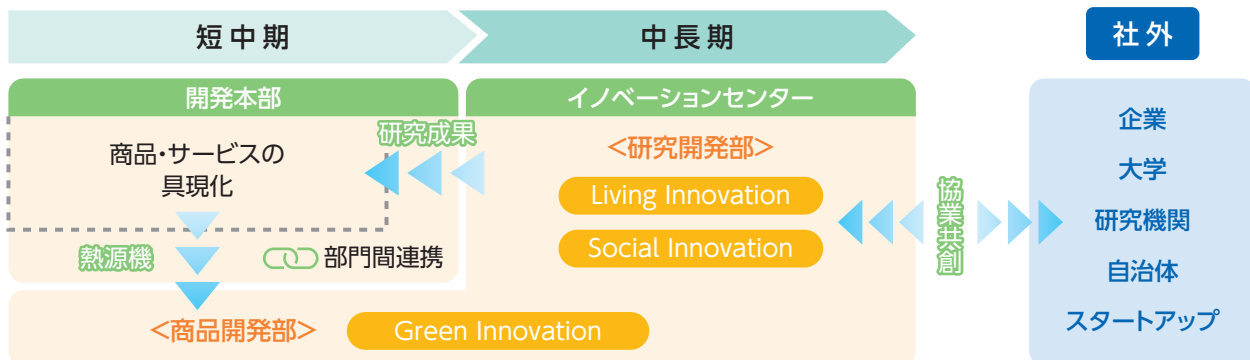 短中期
中長期
社外
開発本部
イノベーションセンター
商品・サービスの
具現化
研究成果
<研究開発部>
Living Innovation
Social Innovation
熱源機
部門間連携
<商品開発部>
Green Innovation
協業共創
企業
大学
研究機関
自治体
スタートアップ